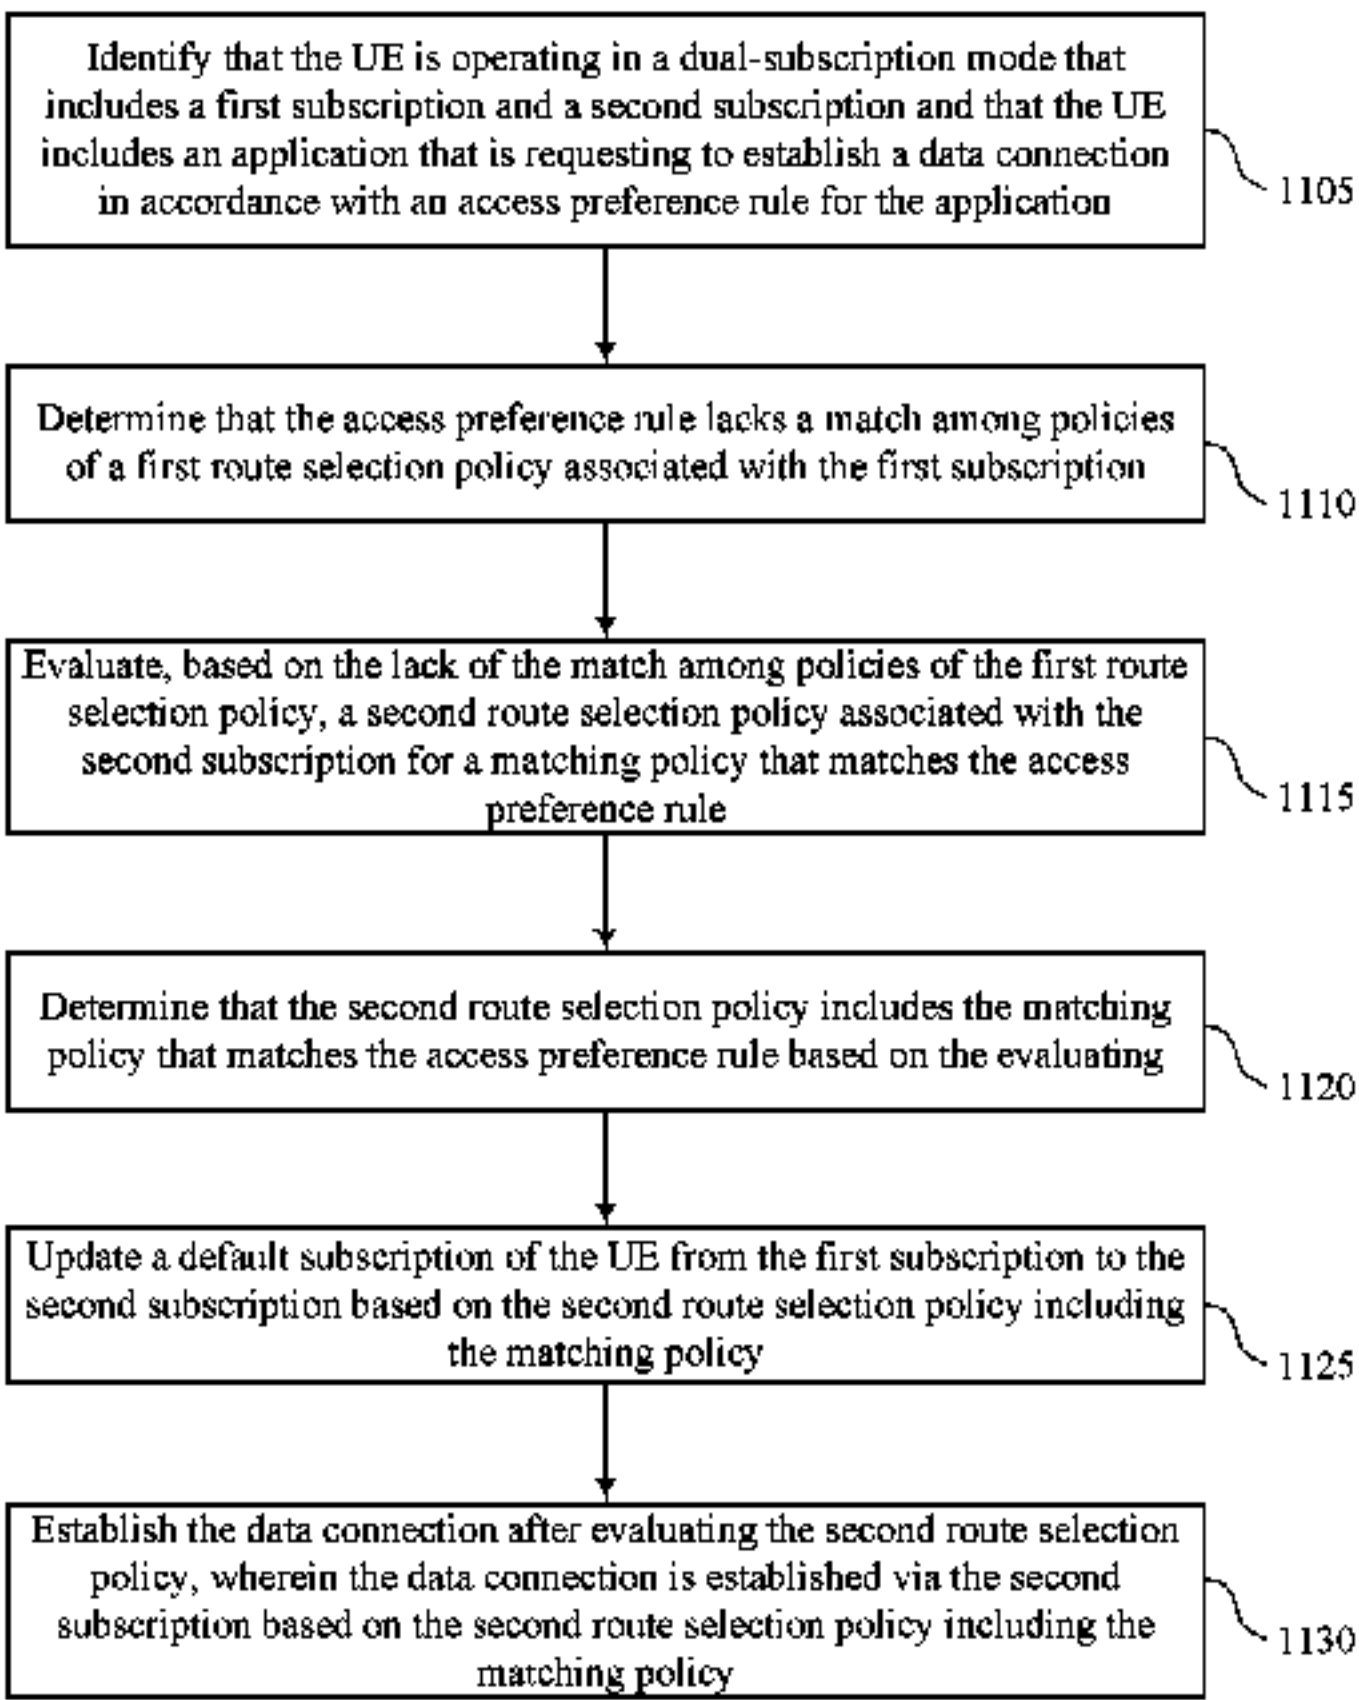 Identify that the UE is operating in a dual-subscription mode that
includes a first subscription and a second subscription and that the UE
includes an application that is requesting to establish a data connection
in accordance with an access preference rule for the application
1105
Determine that the access preference rule lacks a match among policies
of a first route selection policy associated with the first subscription
1110
Evaluate, based on the lack of the match among policies of the first route
selection policy, a second route selection policy associated with the
second subscription for a matching policy that matches the access
preference rule
1115
Determine that the second route selection policy includes the matching
policy that matches the access preference rule based on the evaluating
1120
Update a default subscription of the UE from the first subscription to the
second subscription based on the second route selection policy including
the matching policy
1125
Establish the data connection after evaluating the second route selection
policy, wherein the data connection is established via the second
subscription based on the second route selection policy including the
matching policy
1130